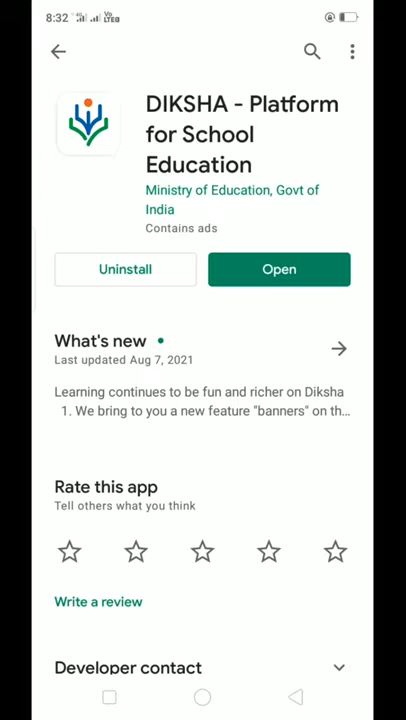 8:32
DIKSHA - Platform
for School
Education
Ministry of Education, Govt of
India
Contains ads
Uninstall
Open
What's new
Last updated Aug 7, 2021
Learning continues to be fun and richer on Diksha
1. We bring to you a new feature "banners" on th...
Rate this app
Tell others what you think
Write a review
Developer contact